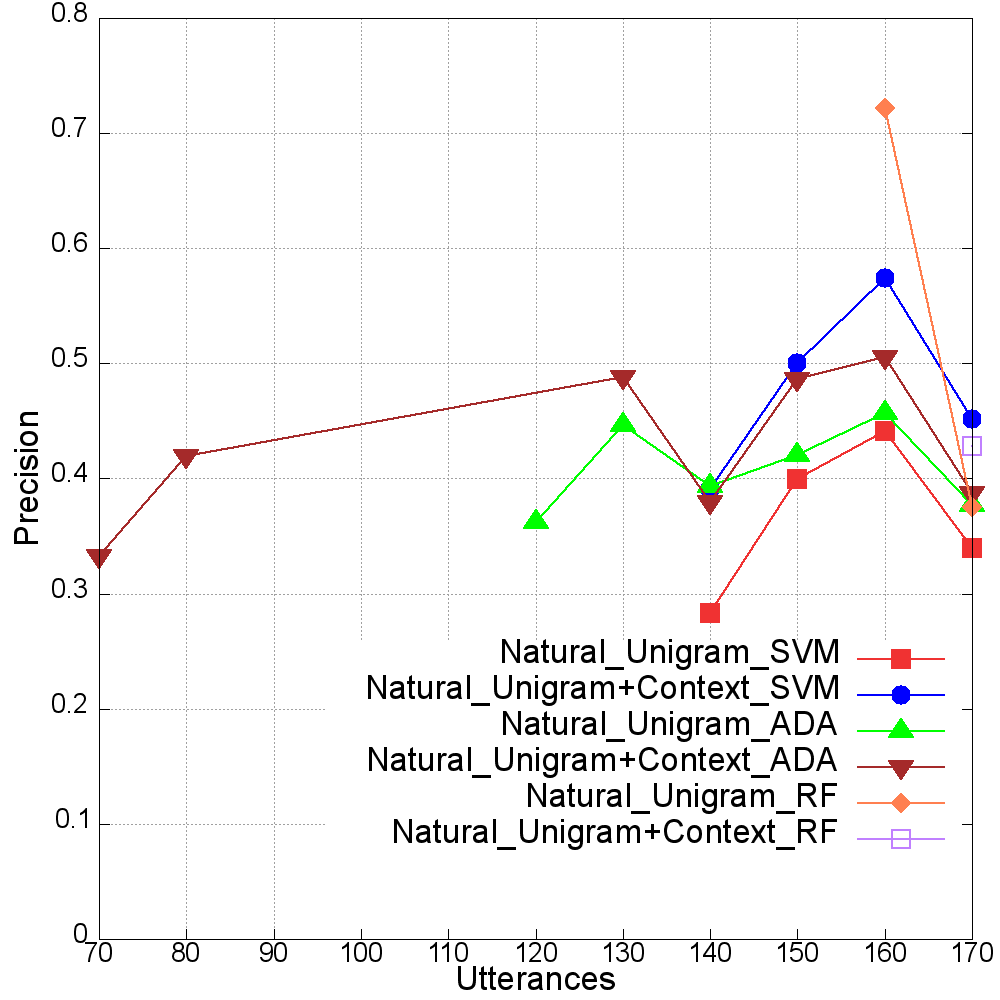 0.8
0.7
0.6
0.5
0.4
0.3
0.2
0.1
0
Precision
Natural_Unigram_SVM
Natural_Unigram+Context_SVM
Natural_Unigram_ADA
Natural_Unigram+Context_ADA
Natural_Unigram_RF
Natural_Unigram+Context_RF
70 80 90 100 110 120 130 140 150 160 170
Utterances